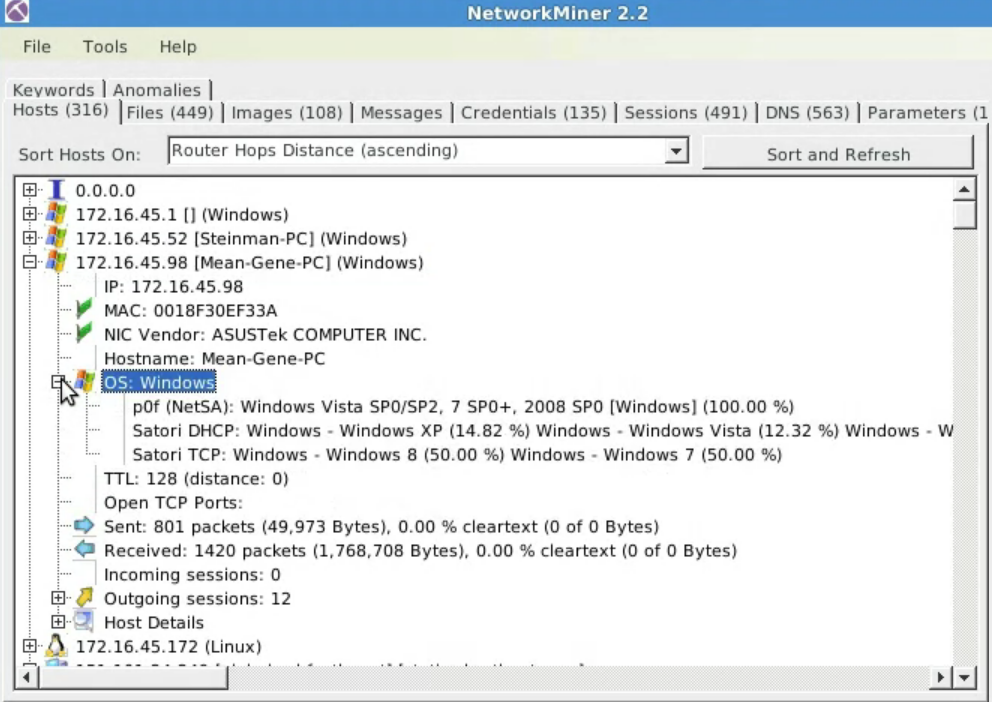 NetworkMiner 2.2
File Tools Help
Keywords Anomalies
Hosts (316) Files (449) Images (108) Messages Credentials (135) Sessions (491) DNS (563) Parameters (1
Sort Hosts On: Router Hops Distance (ascending) Sort and Refresh
0.0.0.0
172.16.45.1 [] (Windows)
172.16.45.52 [Steinman-PC] (Windows)
172.16.45.98 [Mean-Gene-PC] (Windows)
IP: 172.16.45.98
MAC: 0018F30EF33A
NIC Vendor: ASUSTek COMPUTER INC.
Hostname: Mean-Gene-PC
OS: Windows
p0f (NetSA): Windows Vista SP0/SP2, 7 SP0+, 2008 SP0 [Windows] (100.00 %)
Satori DHCP: Windows - Windows XP (14.82 %) Windows - Windows Vista (12.32 %) Windows - W
Satori TCP: Windows - Windows 8 (50.00 %) Windows - Windows 7 (50.00 %)
TTL: 128 (distance: 0)
Open TCP Ports:
Sent: 801 packets (49,973 Bytes), 0.00 % cleartext (0 of 0 Bytes)
Received: 1420 packets (1,768,708 Bytes), 0.00 % cleartext (0 of 0 Bytes)
Incoming sessions: 0
Outgoing sessions: 12
Host Details
172.16.45.172 (Linux)